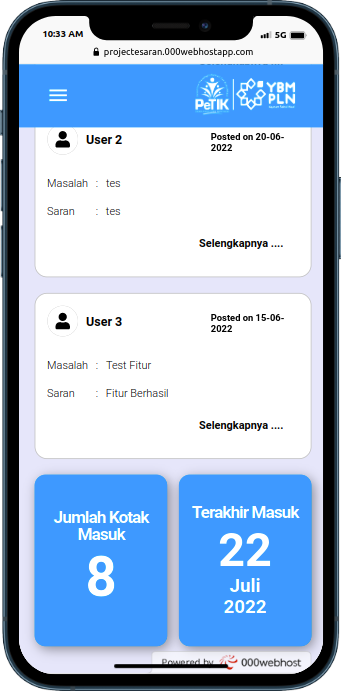 10:33 AM
5G
projectesaran.000webhostapp.com
PeTIK
YBM
PLN
User 2
Posted on 20-06-
2022
Masalah : tes
Saran : tes
Selengkapnya ....
User 3
Posted on 15-06-
2022
Masalah : Test Fitur
Saran : Fitur Berhasil
Selengkapnya ....
Jumlah Kotak
Masuk
8
Terakhir Masuk
22
Juli
2022
Powered by 000webhost